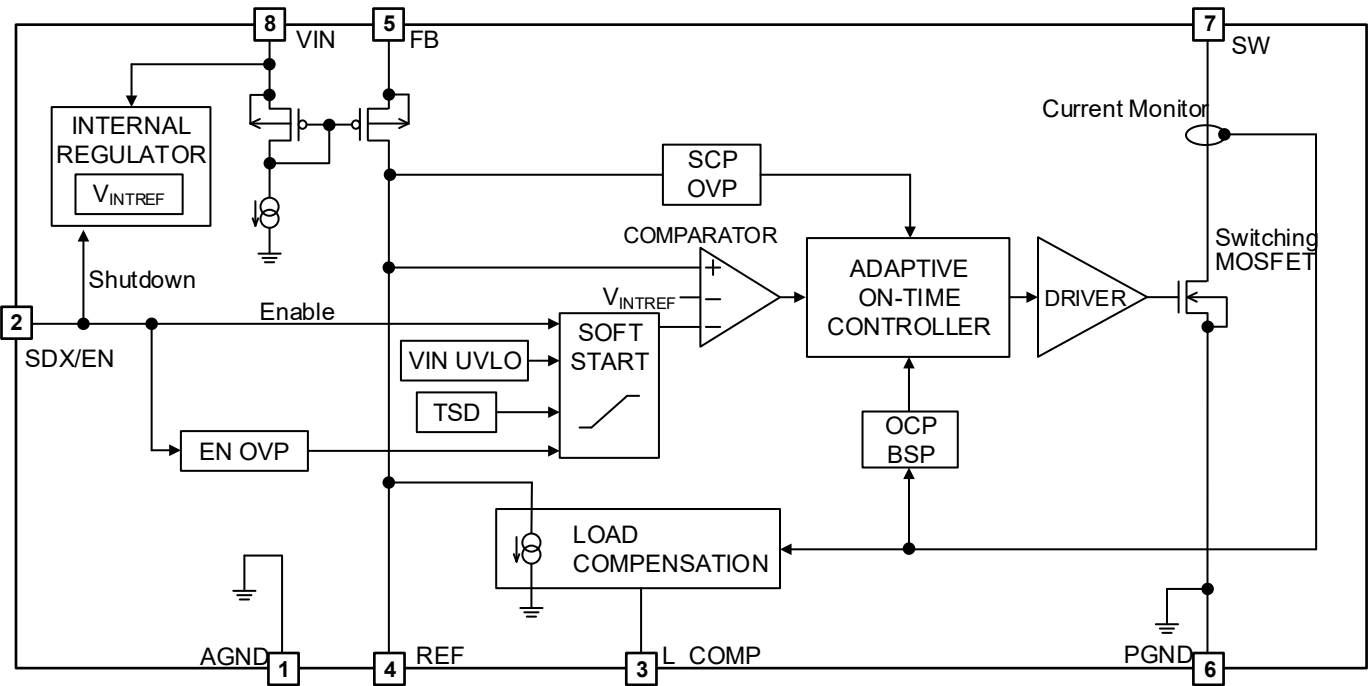 8
VIN
5
FB
7
SW
Current Monitor
INTERNAL
REGULATOR
VINTREF
SCP
OVP
COMPARATOR
Switching
MOSFET
Shutdown
+
ADAPTIVE
ON-TIME
CONTROLLER
DRIVER
VINTREF
−
−
2
SDX/EN
Enable
SOFT
START
VIN UVLO
TSD
EN OVP
OCP
BSP
LOAD
COMPENSATION
AGND
1
4
REF
3
L_COMP
PGND
6